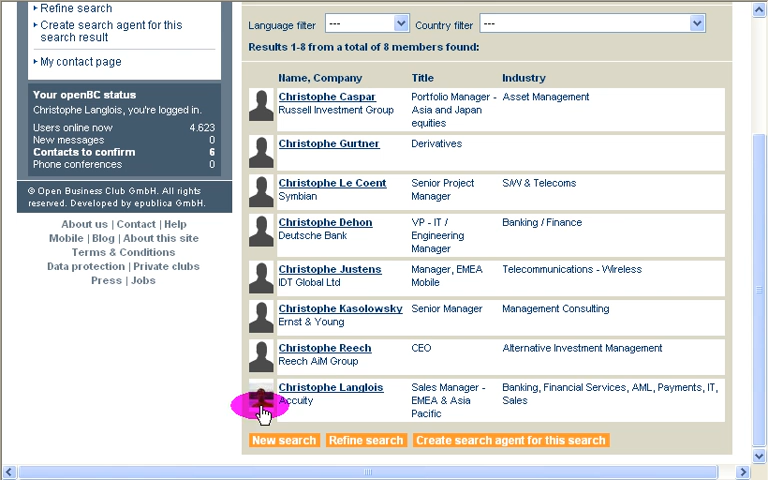 Refine search
Create search agent for this
search result
My contact page
Your openBC status
Christophe Langlois, you're logged in.
Users online now 4.623
New messages 0
Contacts to confirm 6
Phone conferences 0
© Open Business Club GmbH. All rights
reserved. Developed by epublica GmbH.
About us | Contact | Help
Mobile | Blog | About this site
Terms & Conditions
Data protection | Private clubs
Press | Jobs
Language filter --- Country filter ---
Results 1-8 from a total of 8 members found:
Name, Company Title Industry
Christophe Caspar Portfolio Manager - Asset Management
Russell Investment Group Asia and Japan
equities
Christophe Gurtner Derivatives
Christophe Le Coent Senior Project S/W & Telecoms
Symbian Manager
Christophe Dehon VP - IT / Banking / Finance
Deutsche Bank Engineering
Manager
Christophe Justens Manager, EMEA Telecommunications - Wireless
IDT Global Ltd Mobile
Christophe Kasolowsky Senior Manager Management Consulting
Ernst & Young
Christophe Reech CEO Alternative Investment Management
Reech AiM Group
Christophe Langlois Sales Manager - Banking, Financial Services, AML, Payments, IT,
Accuity EMEA & Asia Sales
Pacific
New search Refine search Create search agent for this search